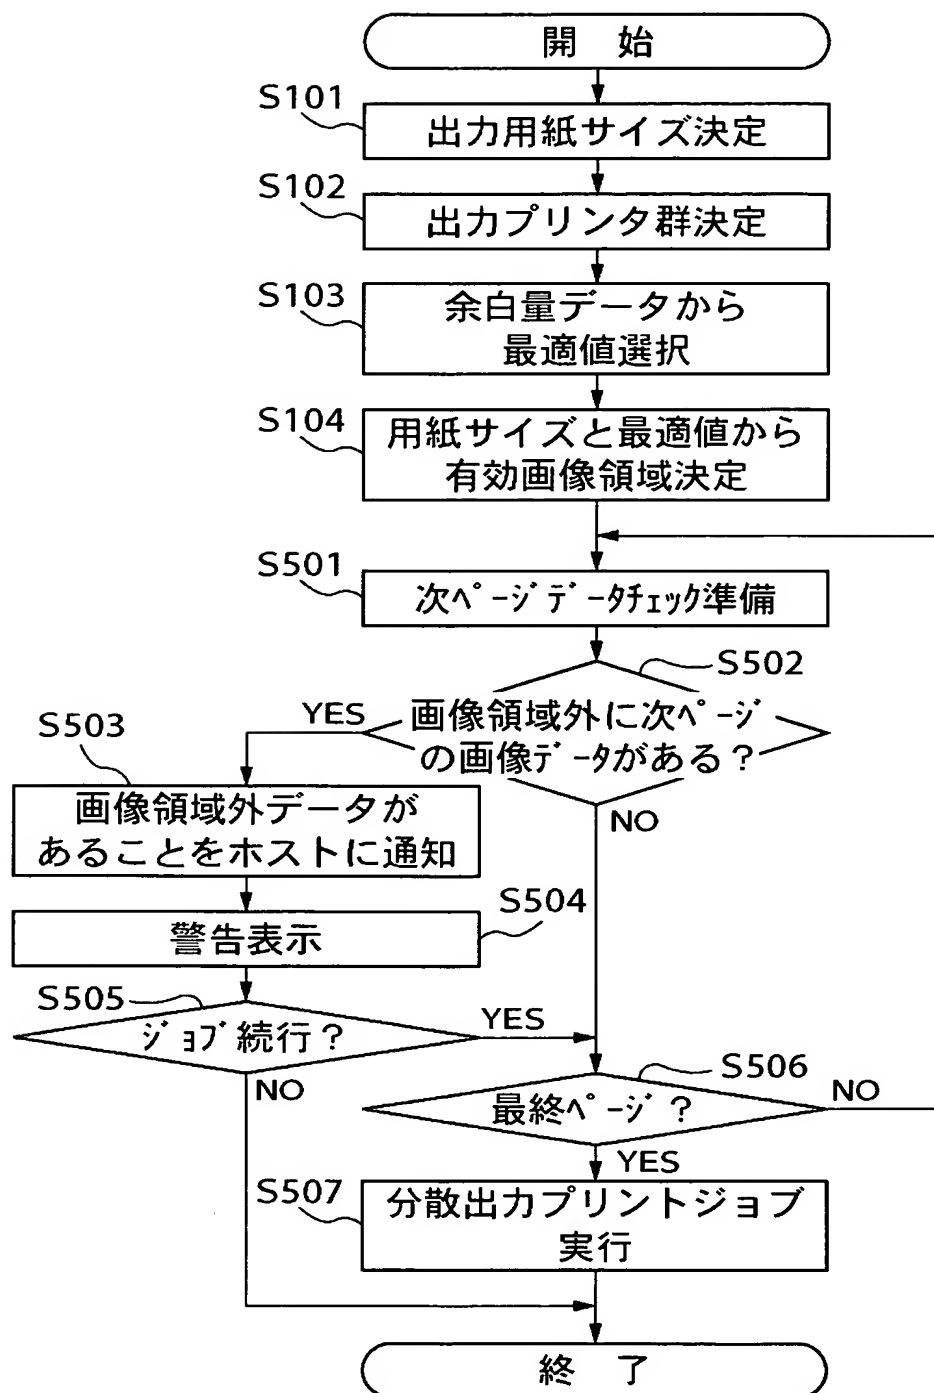 開 始
S101
出力用紙サイズ決定
S102
出力プリンタ群決定
S103
余白量データから
最適値選択
S104
用紙サイズと最適値から
有効画像領域決定
S501
次ﾍﾟｰｼﾞﾃﾞｰﾀﾁｪｯｸ準備
S502
画像領域外に次ﾍﾟｰｼﾞ
の画像ﾃﾞｰﾀがある？
YES
NO
S503
画像領域外データが
あることをホストに通知
S504
警告表示
S505
ｼﾞｮﾌﾞ続行？
YES
NO
S506
最終ﾍﾟｰｼﾞ？
NO
YES
S507
分散出力プリントジョブ
実行
終 了